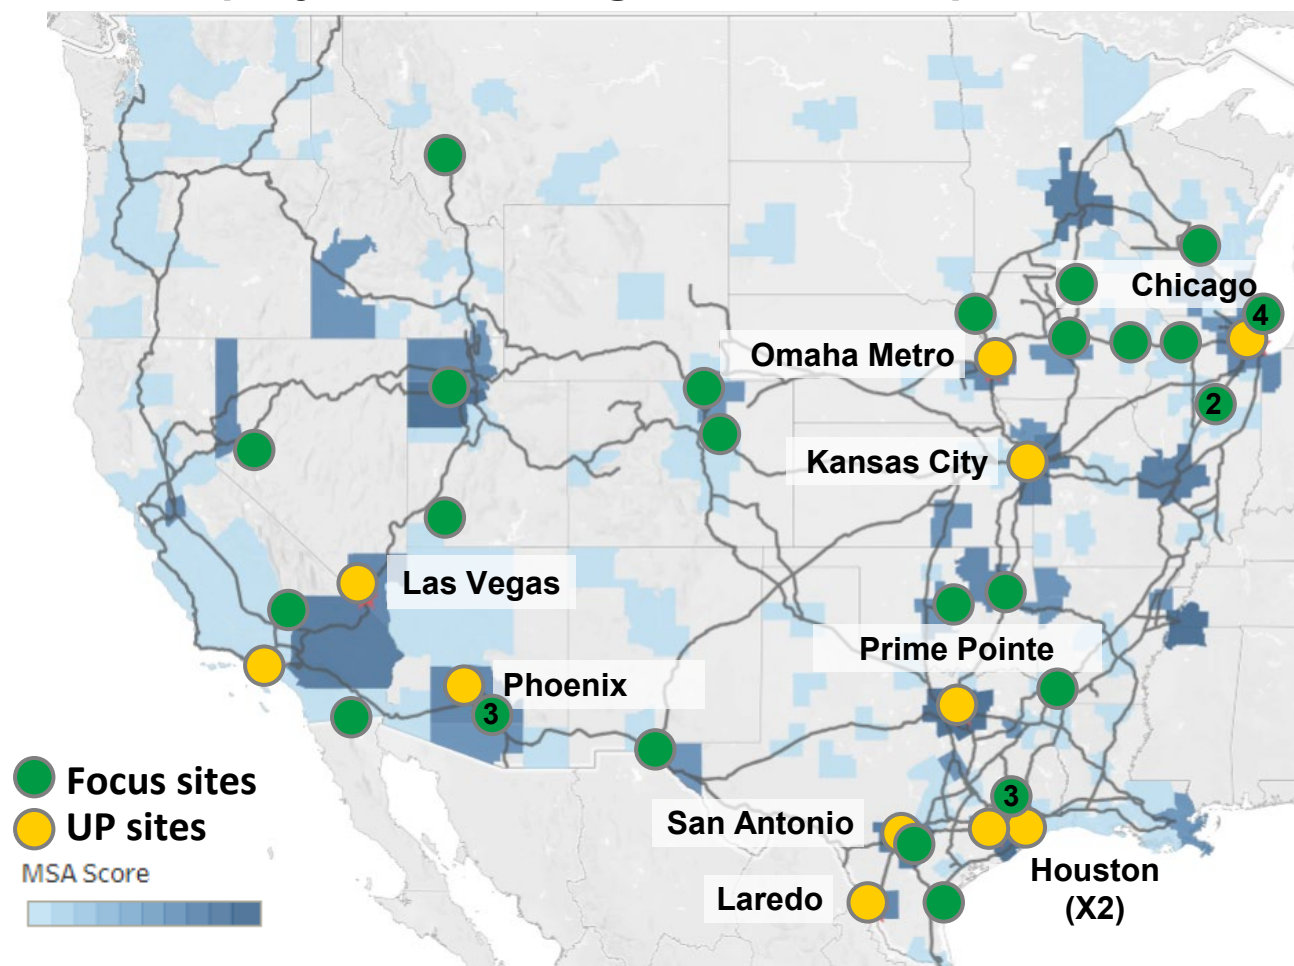 Chicago
4
Omaha Metro
2
Kansas City
Las Vegas
Prime Pointe
Phoenix
3
Focus sites
UP sites
MSA Score
3
San Antonio
Houston
(X2)
Laredo